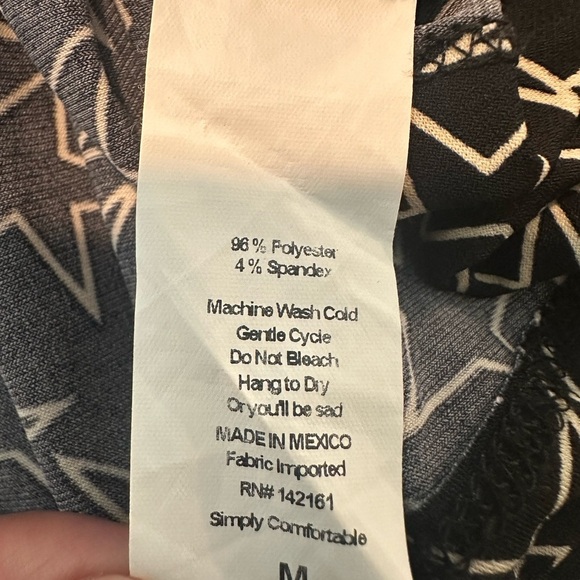 96% Polyester
4% Spandex
Machine Wash Cold
Gentle Cycle
Do Not Bleach
Hang to Dry
Or you'll be sad
MADE IN MEXICO
Fabric Imported
RN# 142161
Simply Comfortable
M